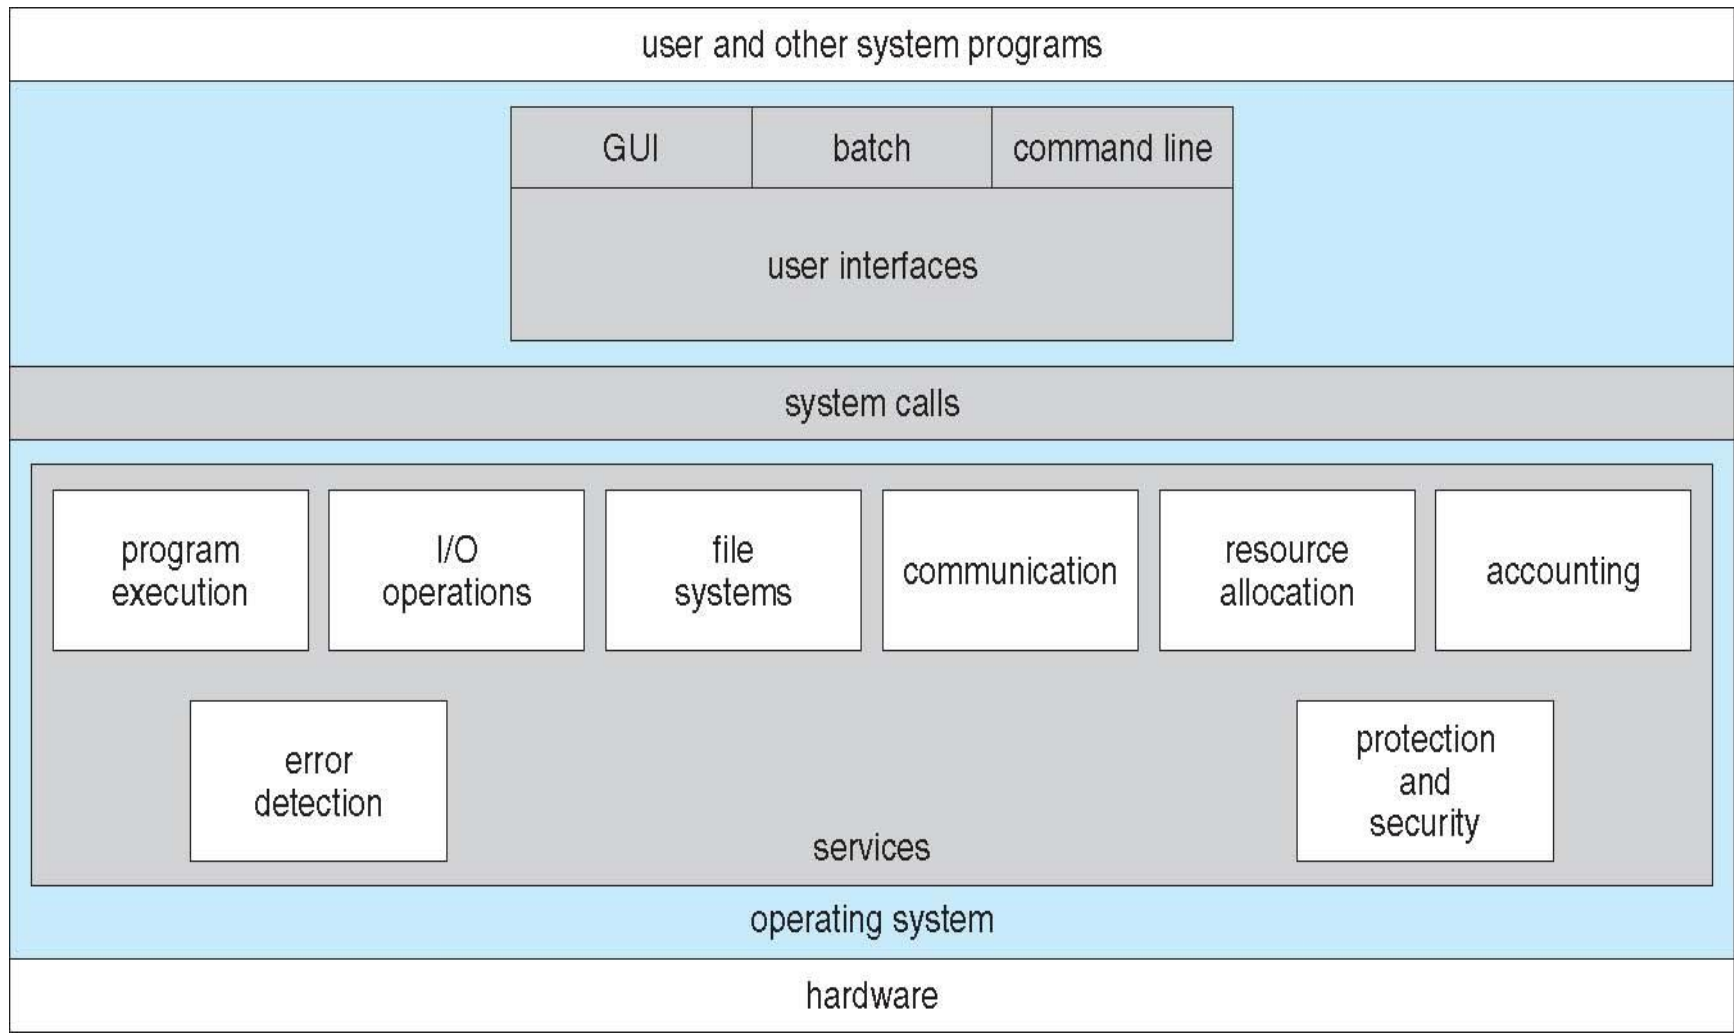 user and other system programs
GUI
batch
command line
user interfaces
system calls
program
execution
I/O
operations
file
systems
communication
resource
allocation
accounting
error
detection
protection
and
security
services
operating system
hardware